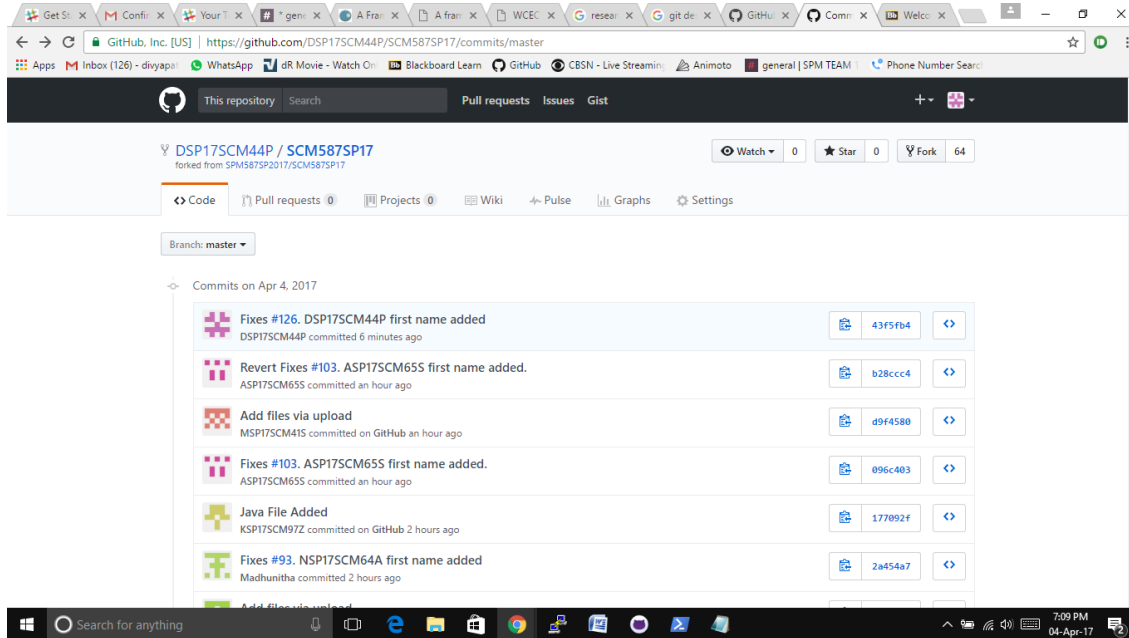 Get St
Confir
Your T
* gene
A Fran
A fran
WCEC
resear
git de
GitHu
Comm
Welco
GitHub, Inc. [US] | https://github.com/DSP17SCM44P/SCM587SP17/commits/master
Apps Inbox (126) - divyapat WhatsApp dR Movie - Watch On Blackboard Learn GitHub CBSN - Live Streaming Animoto general | SPM TEAM 1 Phone Number Search
This repository Search Pull requests Issues Gist
DSP17SCM44P / SCM587SP17
forked from SPM587SP2017/SCM587SP17
Watch 0 Star 0 Fork 64
Code Pull requests 0 Projects 0 Wiki Pulse Graphs Settings
Branch: master
Commits on Apr 4, 2017
Fixes #126. DSP17SCM44P first name added
DSP17SCM44P committed 6 minutes ago
43f5fb4
Revert Fixes #103. ASP17SCM65S first name added.
ASP17SCM65S committed an hour ago
b28ccc4
Add files via upload
MSP17SCM41S committed on GitHub an hour ago
d9f4580
Fixes #103. ASP17SCM65S first name added.
ASP17SCM65S committed an hour ago
096c403
Java File Added
KSP17SCM97Z committed on GitHub 2 hours ago
177092f
Fixes #93. NSP17SCM64A first name added
Madhunitha committed 2 hours ago
2a454a7
Add files via upload
Search for anything
7:09 PM
04-Apr-17
2